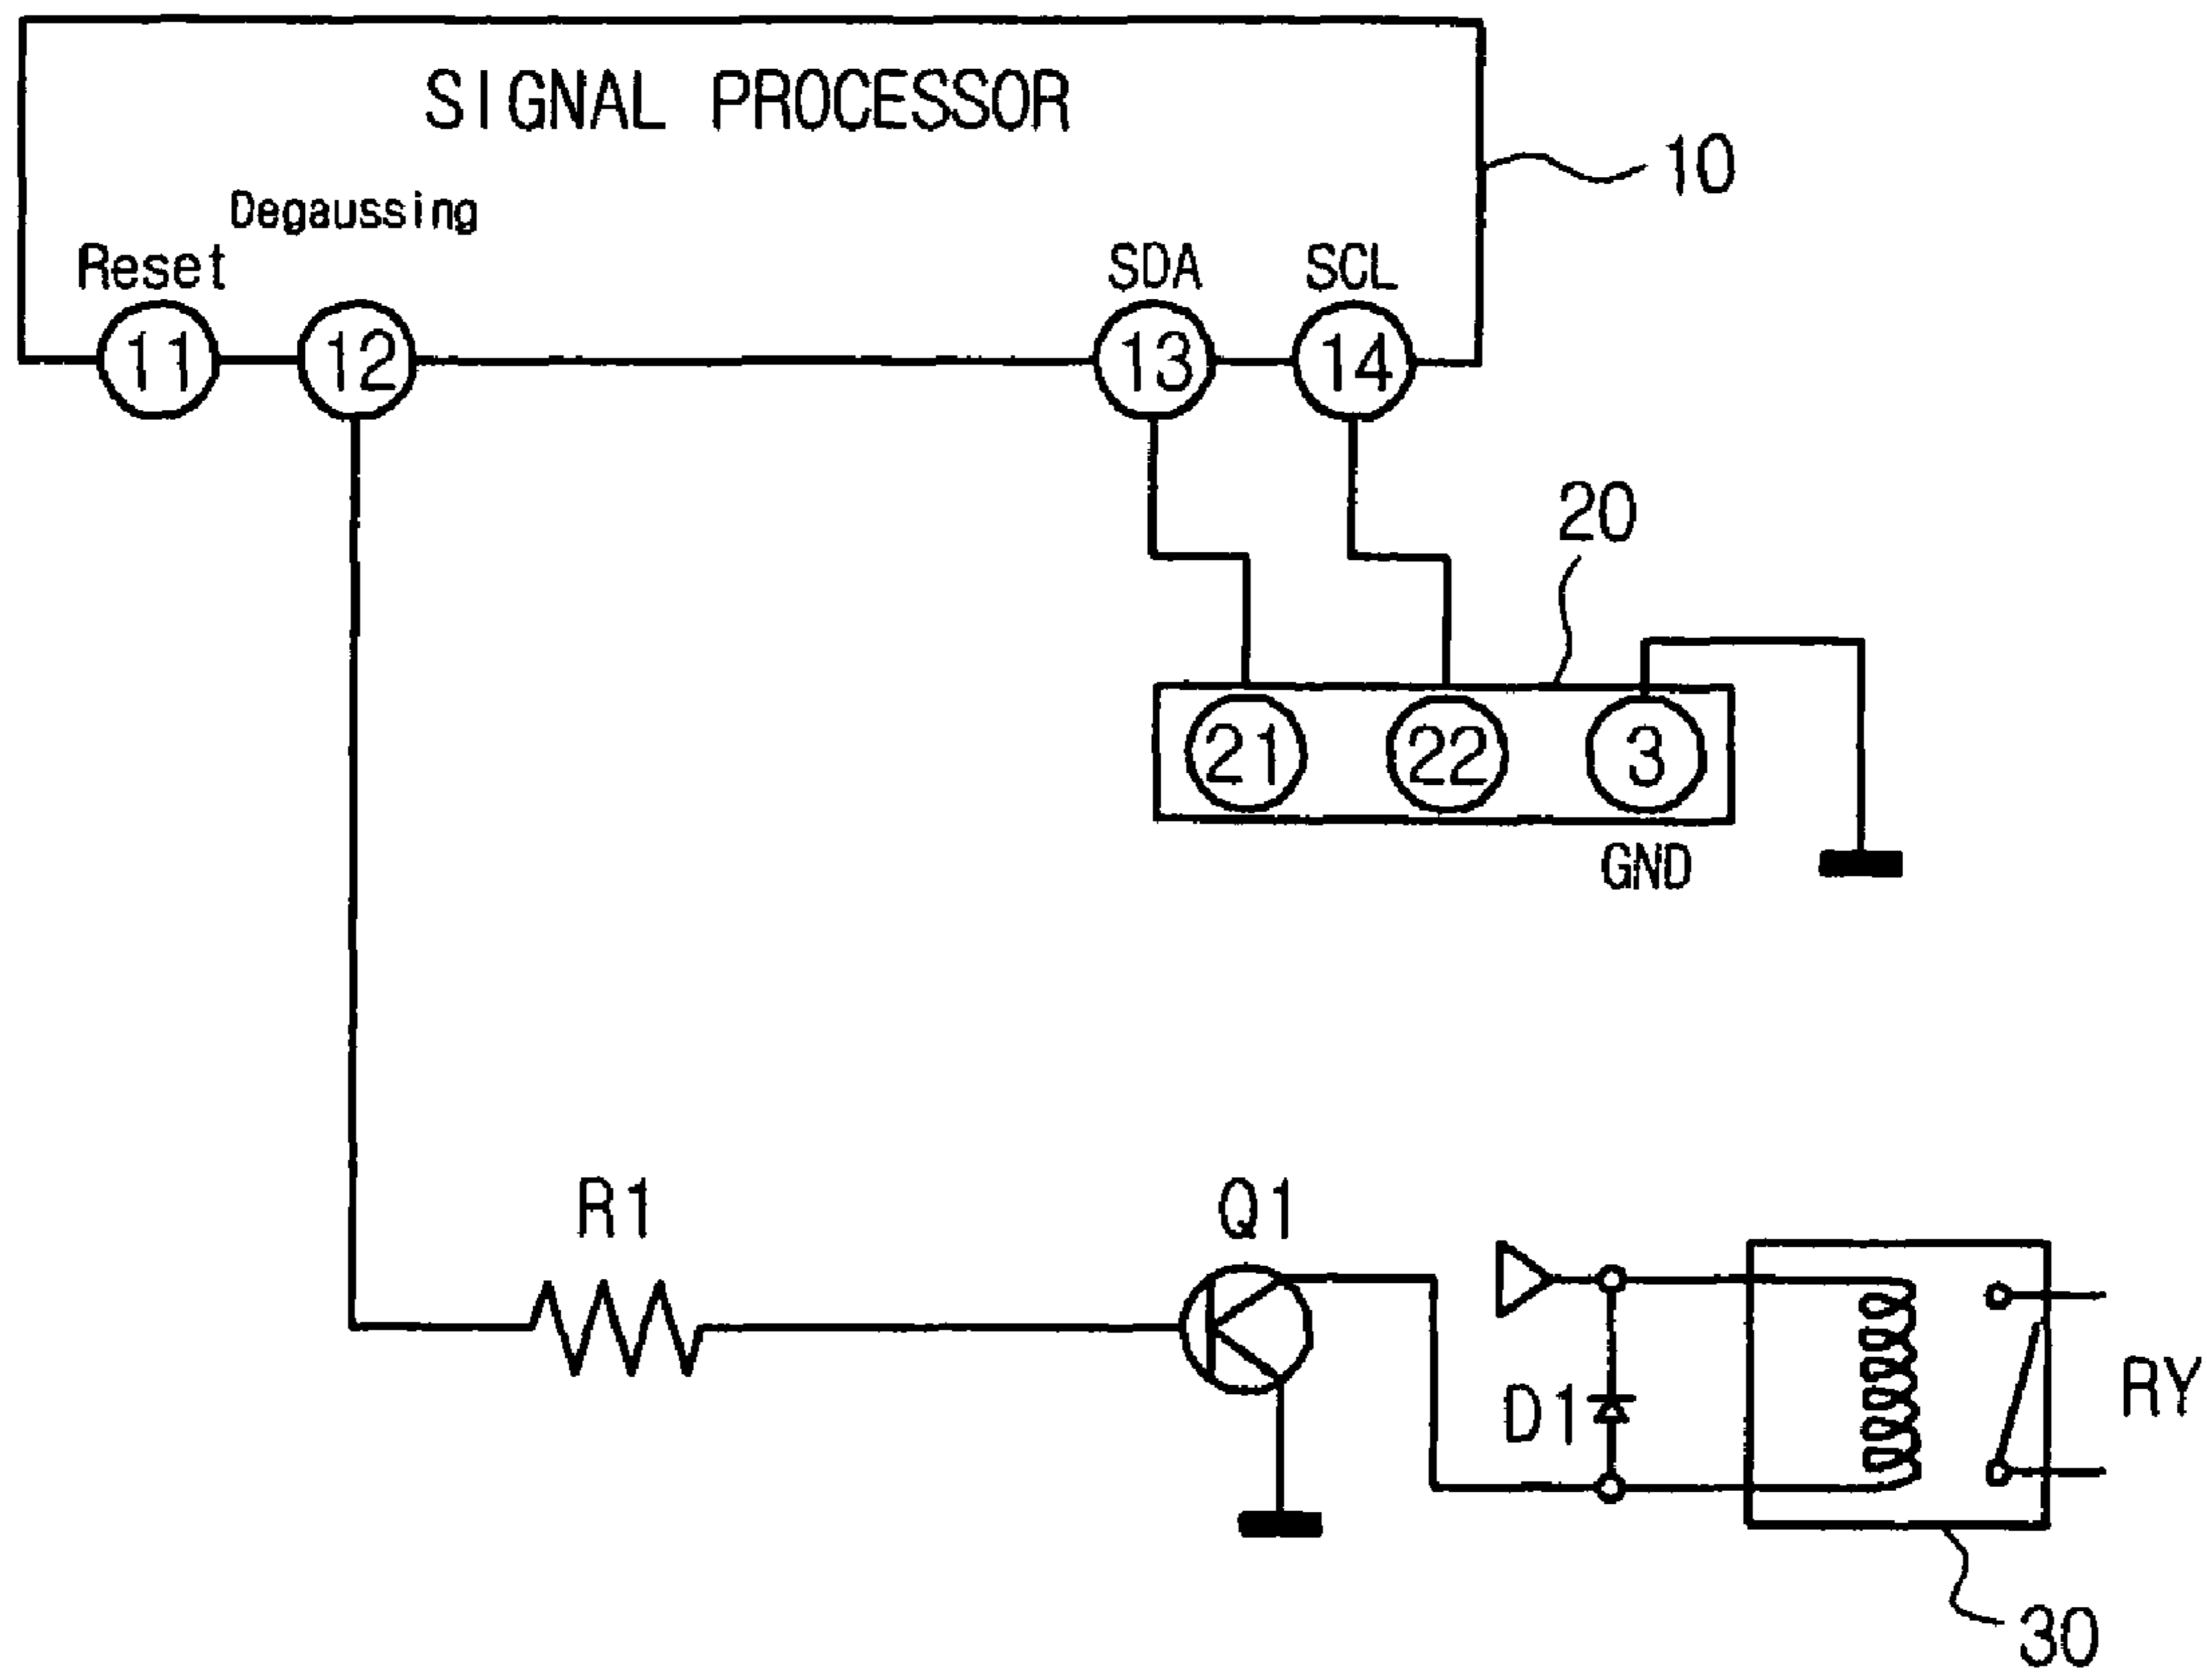 SIGNAL PROCESSOR
10
Degaussing
Reset
SDA
SCL
11
12
13
14
20
21
22
3
GND
R1
Q1
D1
RY
30